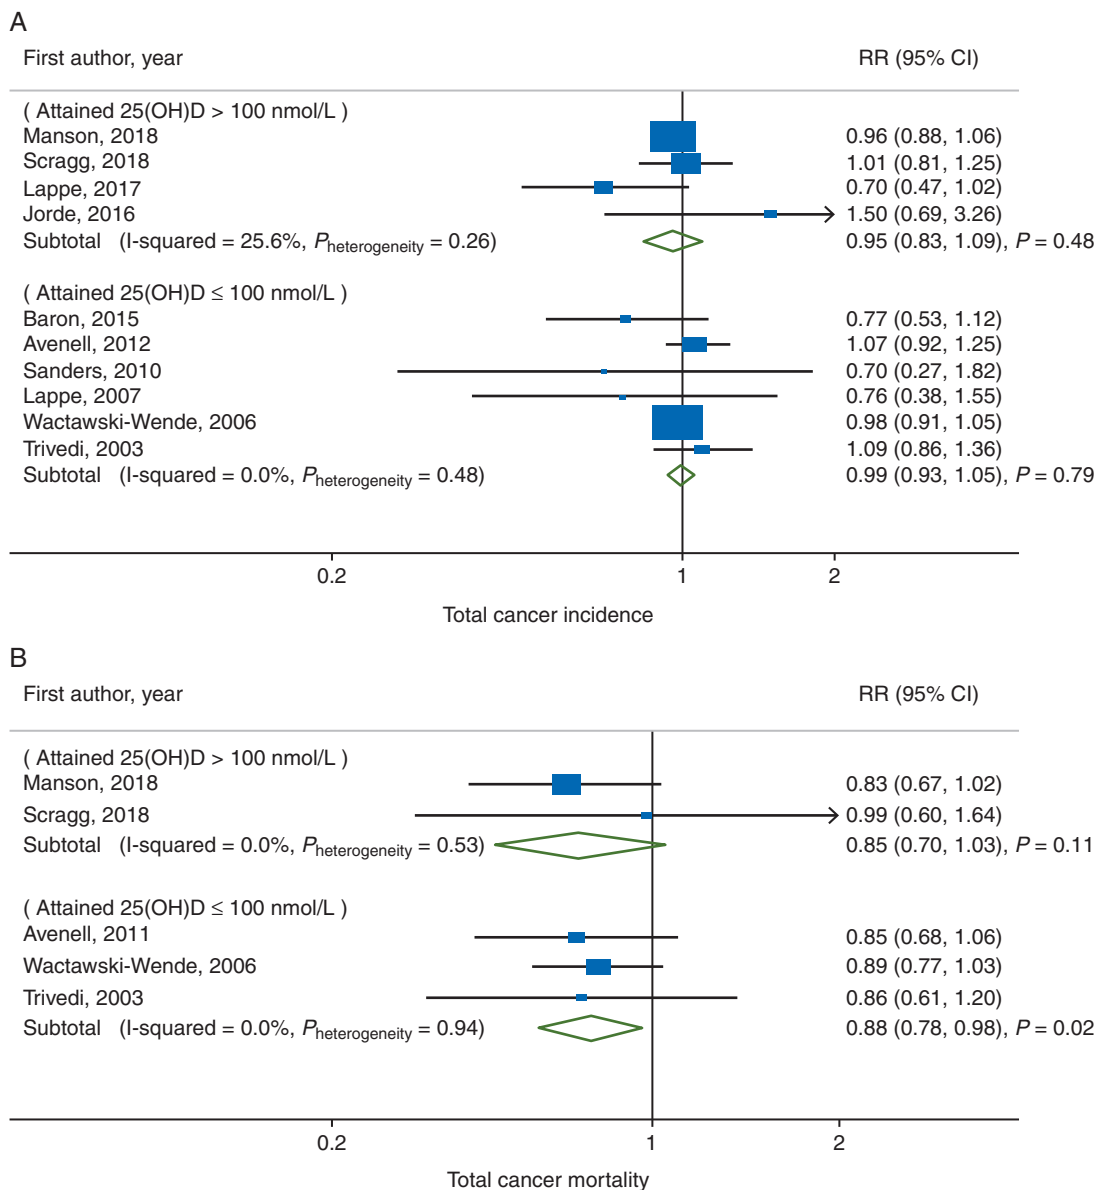 A
First author, year RR (95% CI)
( Attained 25(OH)D > 100 nmol/L )
Manson, 2018 0.96 (0.88, 1.06)
Scragg, 2018 1.01 (0.81, 1.25)
Lappe, 2017 0.70 (0.47, 1.02)
Jorde, 2016 1.50 (0.69, 3.26)
Subtotal (I-squared = 25.6%, Pheterogeneity = 0.26) 0.95 (0.83, 1.09), P = 0.48
( Attained 25(OH)D ≤ 100 nmol/L )
Baron, 2015 0.77 (0.53, 1.12)
Avenell, 2012 1.07 (0.92, 1.25)
Sanders, 2010 0.70 (0.27, 1.82)
Lappe, 2007 0.76 (0.38, 1.55)
Wactawski-Wende, 2006 0.98 (0.91, 1.05)
Trivedi, 2003 1.09 (0.86, 1.36)
Subtotal (I-squared = 0.0%, Pheterogeneity = 0.48) 0.99 (0.93, 1.05), P = 0.79
0.2 1 2
Total cancer incidence
B
First author, year RR (95% CI)
( Attained 25(OH)D > 100 nmol/L )
Manson, 2018 0.83 (0.67, 1.02)
Scragg, 2018 0.99 (0.60, 1.64)
Subtotal (I-squared = 0.0%, Pheterogeneity = 0.53) 0.85 (0.70, 1.03), P = 0.11
( Attained 25(OH)D ≤ 100 nmol/L )
Avenell, 2011 0.85 (0.68, 1.06)
Wactawski-Wende, 2006 0.89 (0.77, 1.03)
Trivedi, 2003 0.86 (0.61, 1.20)
Subtotal (I-squared = 0.0%, Pheterogeneity = 0.94) 0.88 (0.78, 0.98), P = 0.02
0.2 1 2
Total cancer mortality